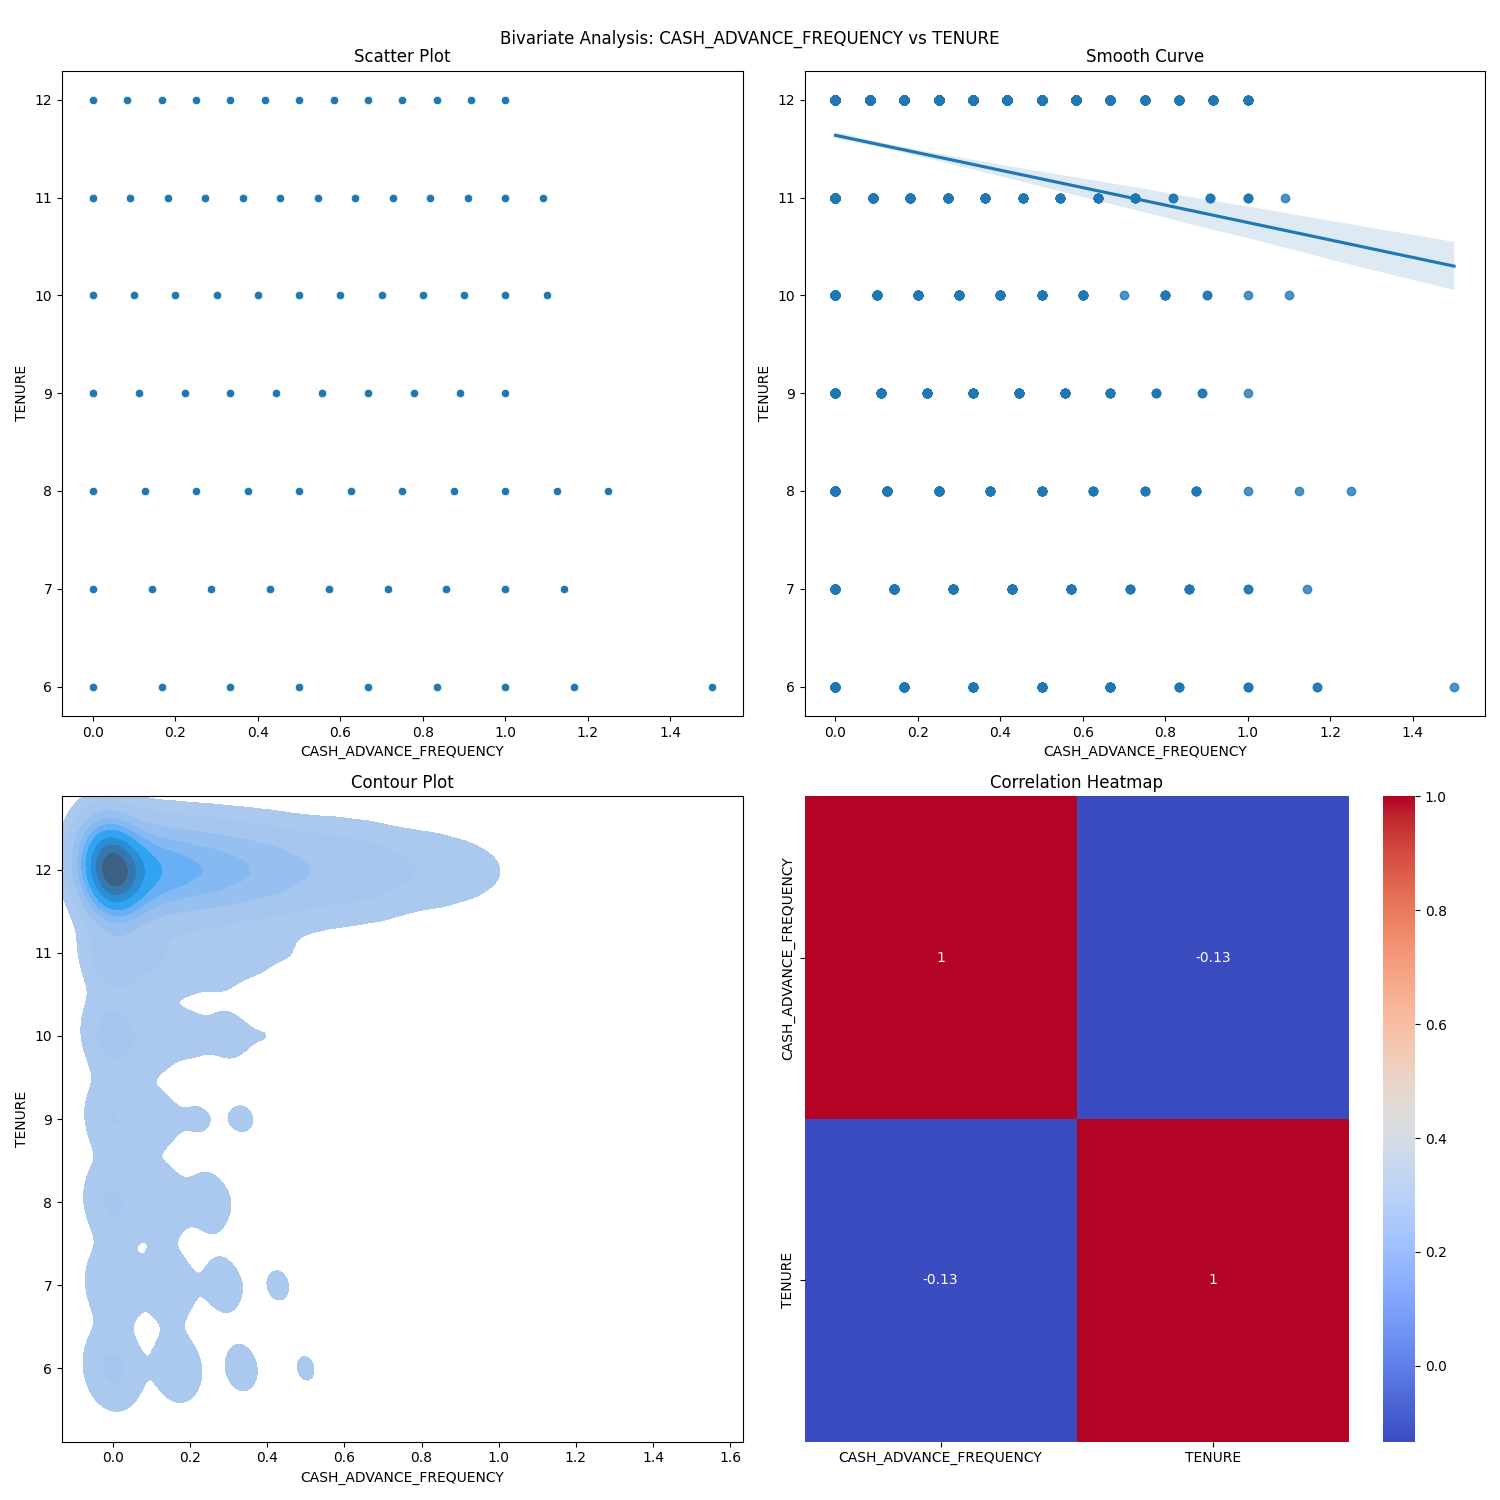 Bivariate Analysis: CASH_ADVANCE_FREQUENCY vs TENURE
Scatter Plot
12
11
10
9
8
7
6
TENURE
0.0 0.2 0.4 0.6 0.8 1.0 1.2 1.4
CASH_ADVANCE_FREQUENCY
Smooth Curve
12
11
10
9
8
7
6
TENURE
0.0 0.2 0.4 0.6 0.8 1.0 1.2 1.4
CASH_ADVANCE_FREQUENCY
Contour Plot
12
11
10
9
8
7
6
TENURE
0.0 0.2 0.4 0.6 0.8 1.0 1.2 1.4 1.6
CASH_ADVANCE_FREQUENCY
Correlation Heatmap
CASH_ADVANCE_FREQUENCY
1 -0.13
TENURE
-0.13 1
CASH_ADVANCE_FREQUENCY TENURE
1.0
0.8
0.6
0.4
0.2
0.0